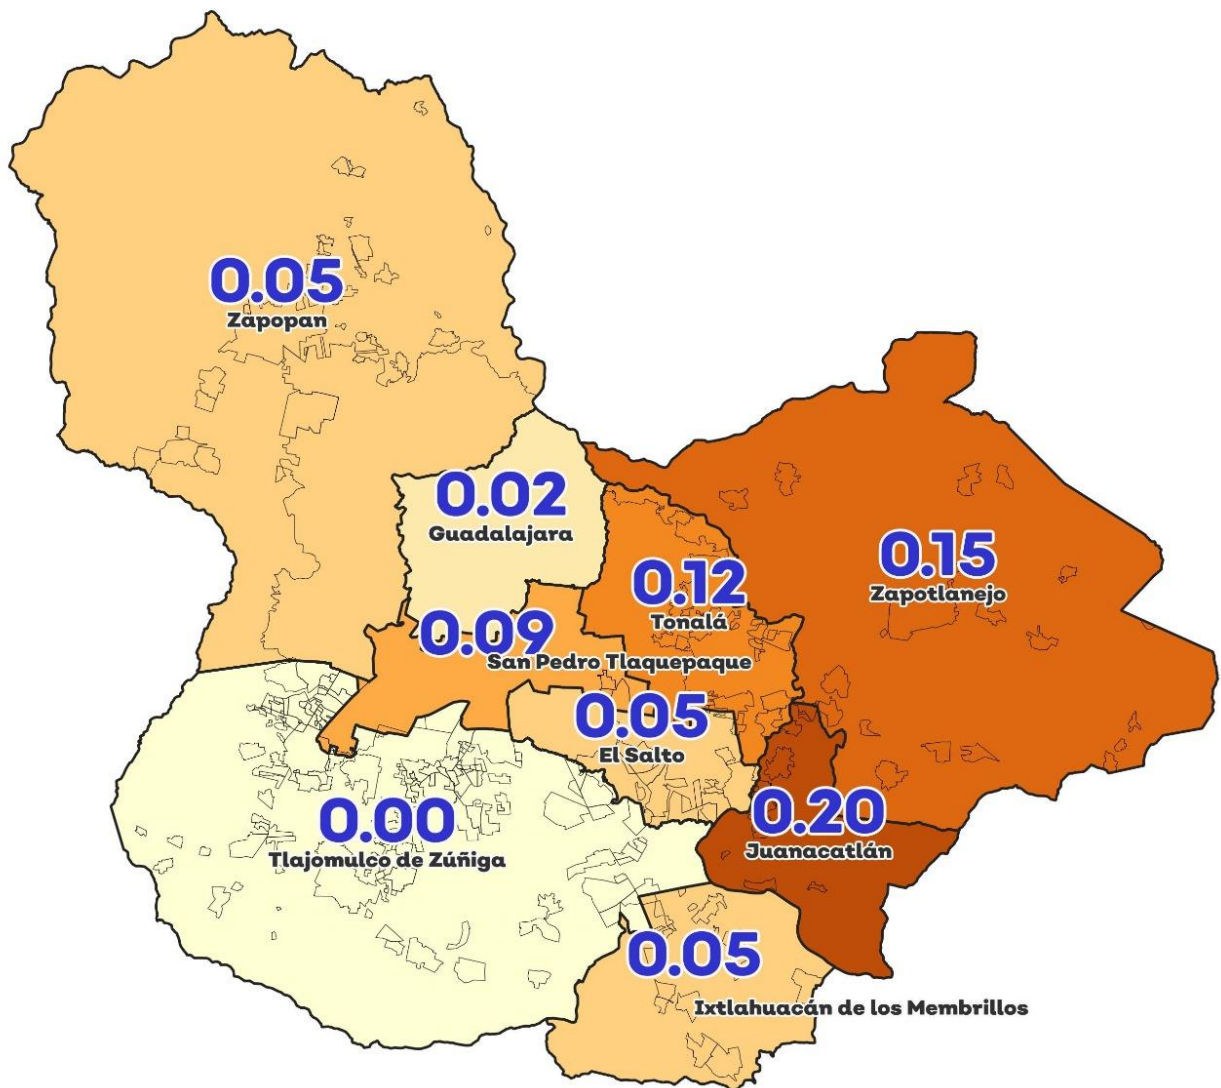 0.05
Zapopan
0.02
Guadalajara
0.12
Tonalá
0.15
Zapotlanejo
0.09
San Pedro Tlaquepaque
0.05
El Salto
0.00
Tlajomulco de Zúñiga
0.20
Juanacatlán
0.05
Ixtlahuacán de los Membrillos